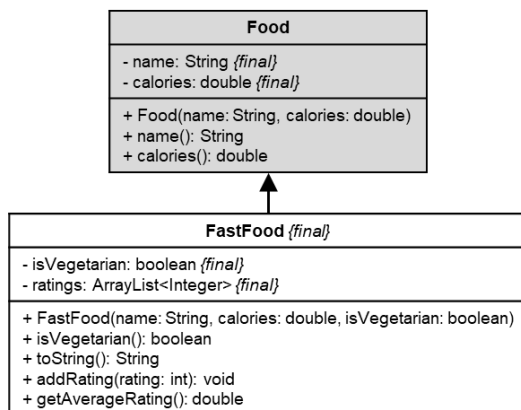 Food
- name: String {final}
- calories: double {final}
+ Food(name: String, calories: double)
+ name(): String
+ calories(): double
FastFood {final}
- isVegetarian: boolean {final}
- ratings: ArrayList<Integer> {final}
+ FastFood(name: String, calories: double, isVegetarian: boolean)
+ isVegetarian(): boolean
+ toString(): String
+ addRating(rating: int): void
+ getAverageRating(): double